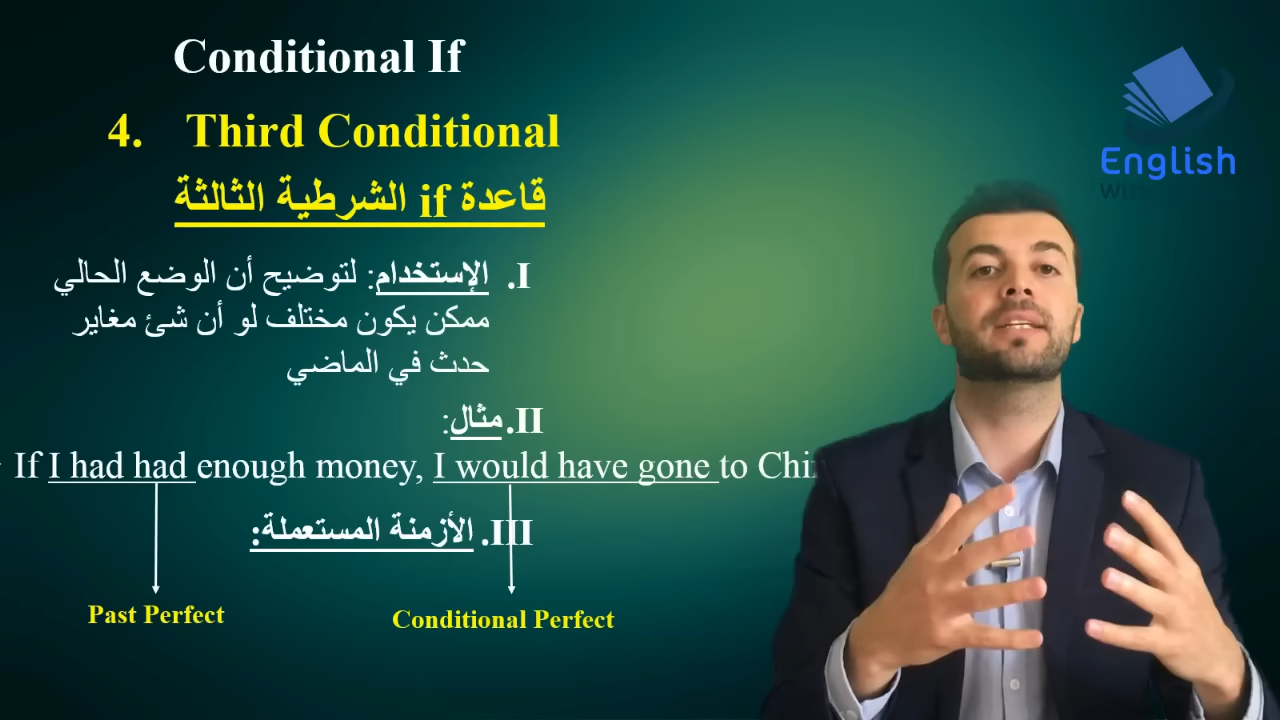 Conditional If
4. Third Conditional
قاعدة if الشرطية الثالثة
I. الإستخدام: لتوضيح أن الوضع الحالي
ممكن يكون مختلف لو أن شئ مغاير
حدث في الماضي
II. مثال:
If I had had enough money, I would have gone to
III. الأزمنة المستعملة:
Past Perfect
Conditional Perfect
English